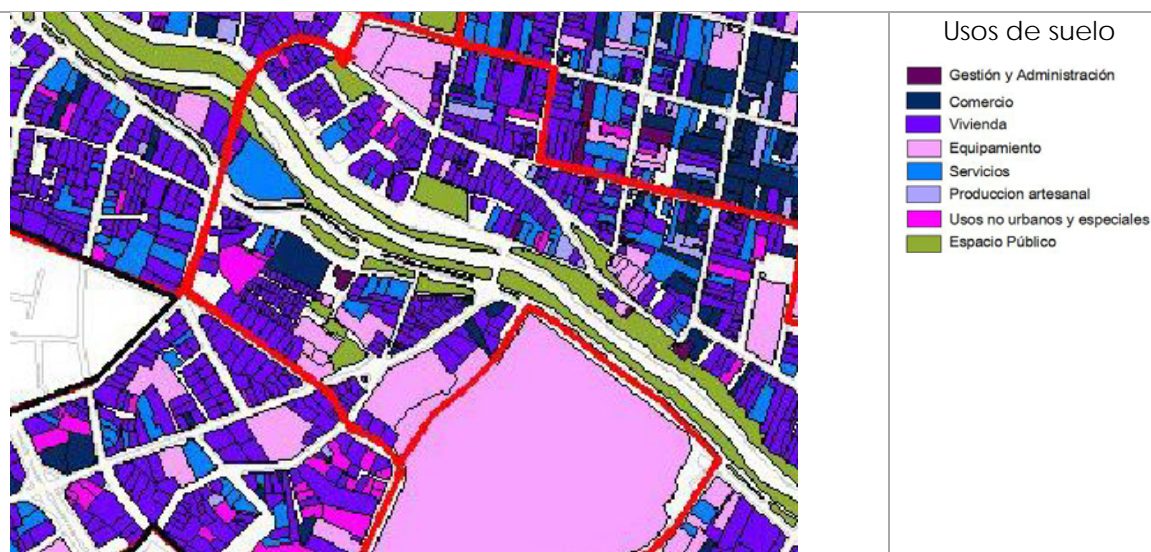 Usos de suelo
Gestión y Administración
Comercio
Vivienda
Equipamiento
Servicios
Produccion artesanal
Usos no urbanos y especiales
Espacio Público